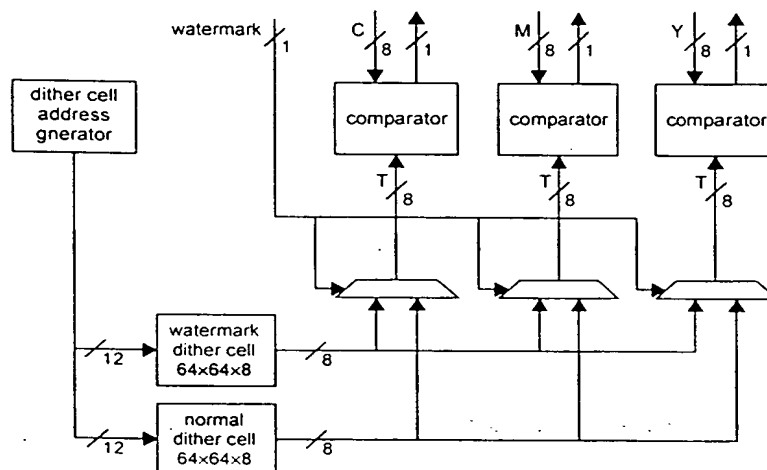 watermark 1 C 8 1 M 8 1 Y 8 1
dither cell
address
gnerator
comparator comparator comparator
T 8 T 8 T 8
watermark
dither cell
64×64×8
12 8
normal
dither cell
64×64×8
12 8